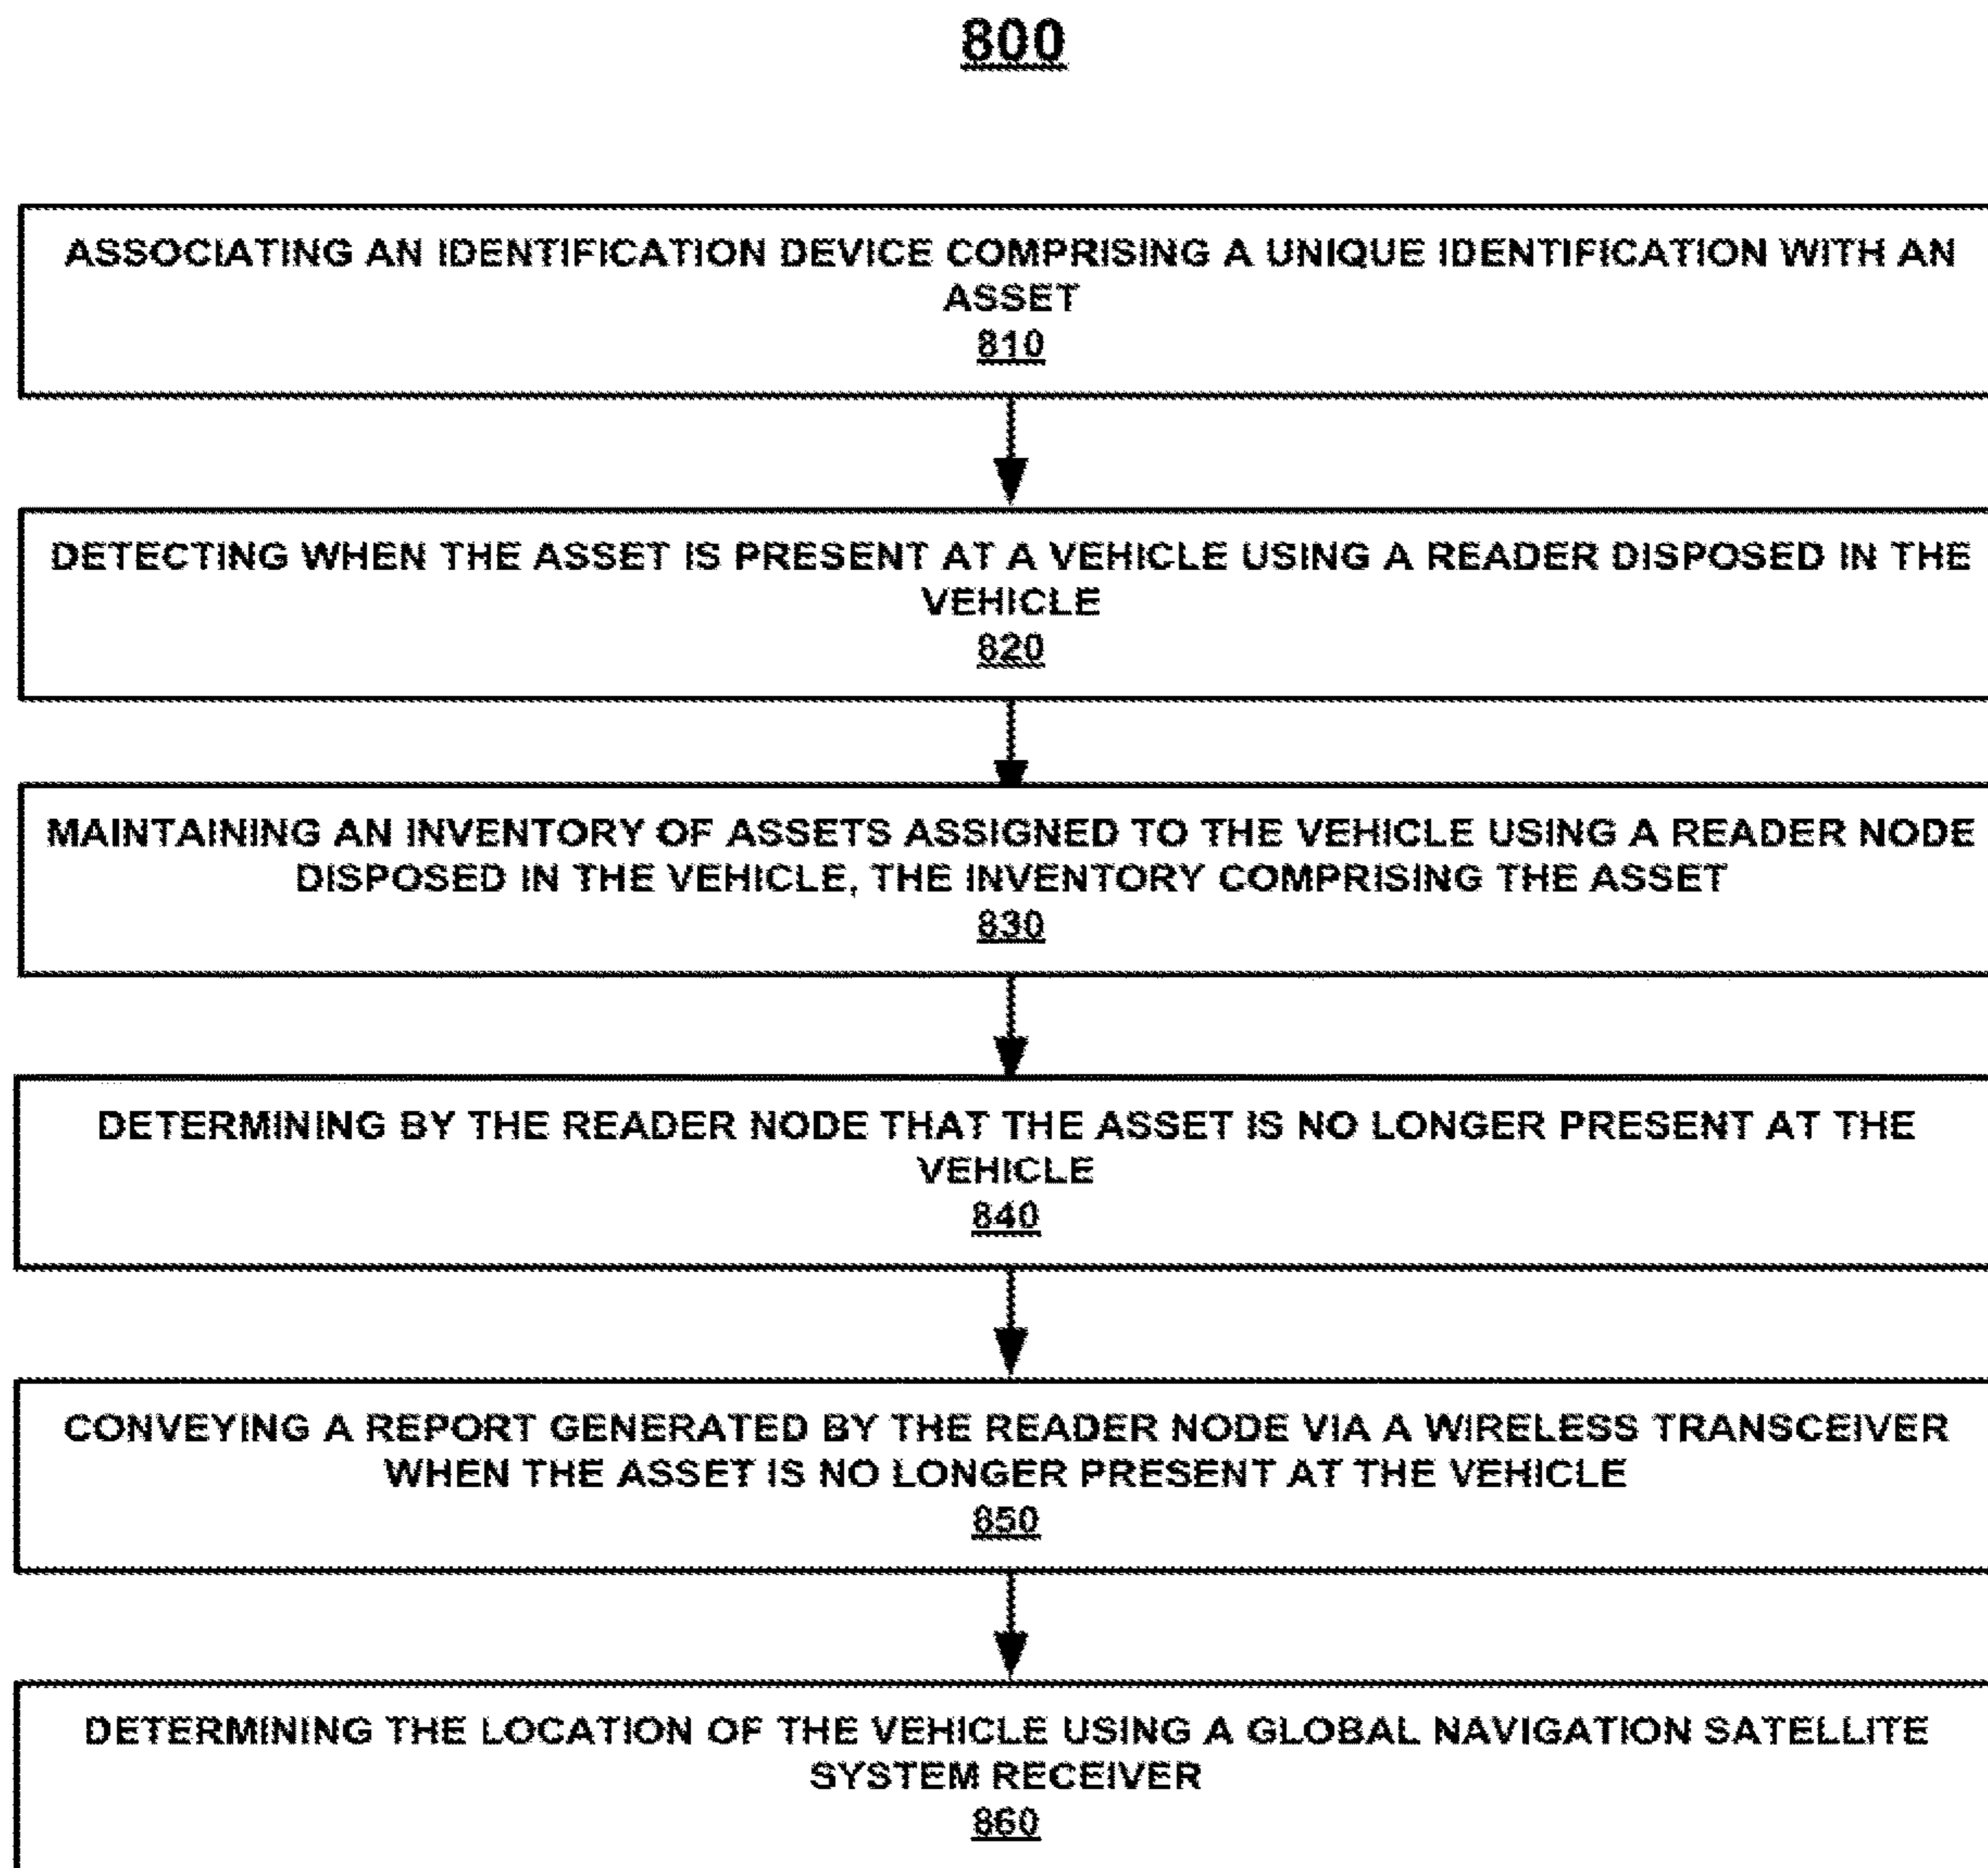 800
ASSOCIATING AN IDENTIFICATION DEVICE COMPRISING A UNIQUE IDENTIFICATION WITH AN
ASSET
810
DETECTING WHEN THE ASSET IS PRESENT AT A VEHICLE USING A READER DISPOSED IN THE
VEHICLE
820
MAINTAINING AN INVENTORY OF ASSETS ASSIGNED TO THE VEHICLE USING A READER NODE
DISPOSED IN THE VEHICLE, THE INVENTORY COMPRISING THE ASSET
830
DETERMINING BY THE READER NODE THAT THE ASSET IS NO LONGER PRESENT AT THE
VEHICLE
840
CONVEYING A REPORT GENERATED BY THE READER NODE VIA A WIRELESS TRANSCEIVER
WHEN THE ASSET IS NO LONGER PRESENT AT THE VEHICLE
850
DETERMINING THE LOCATION OF THE VEHICLE USING A GLOBAL NAVIGATION SATELLITE
SYSTEM RECEIVER
860